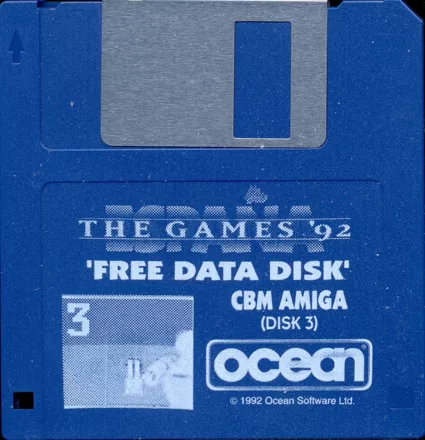 ESPAÑA
THE GAMES '92
'FREE DATA DISK'
3
CBM AMIGA
(DISK 3)
ocean
© 1992 Ocean Software Ltd.